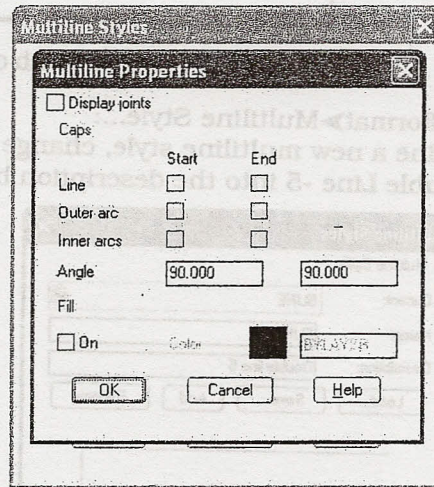 Multiline Styles
Multiline Properties
Display joints
Caps
Start End
Line
Outer arc
Inner arcs
Angle 90.000 90.000
Fill
On Color BYLAYER
OK Cancel Help